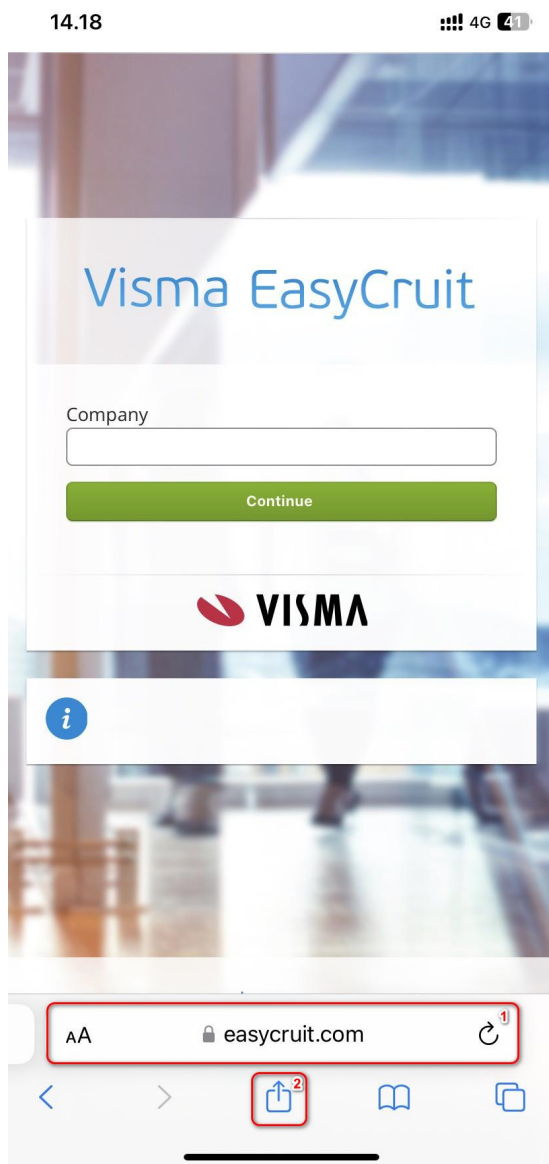 14.18 4G 41
Visma EasyCruit
Company
Continue
VISMA
i
AA easycruit.com 1
2